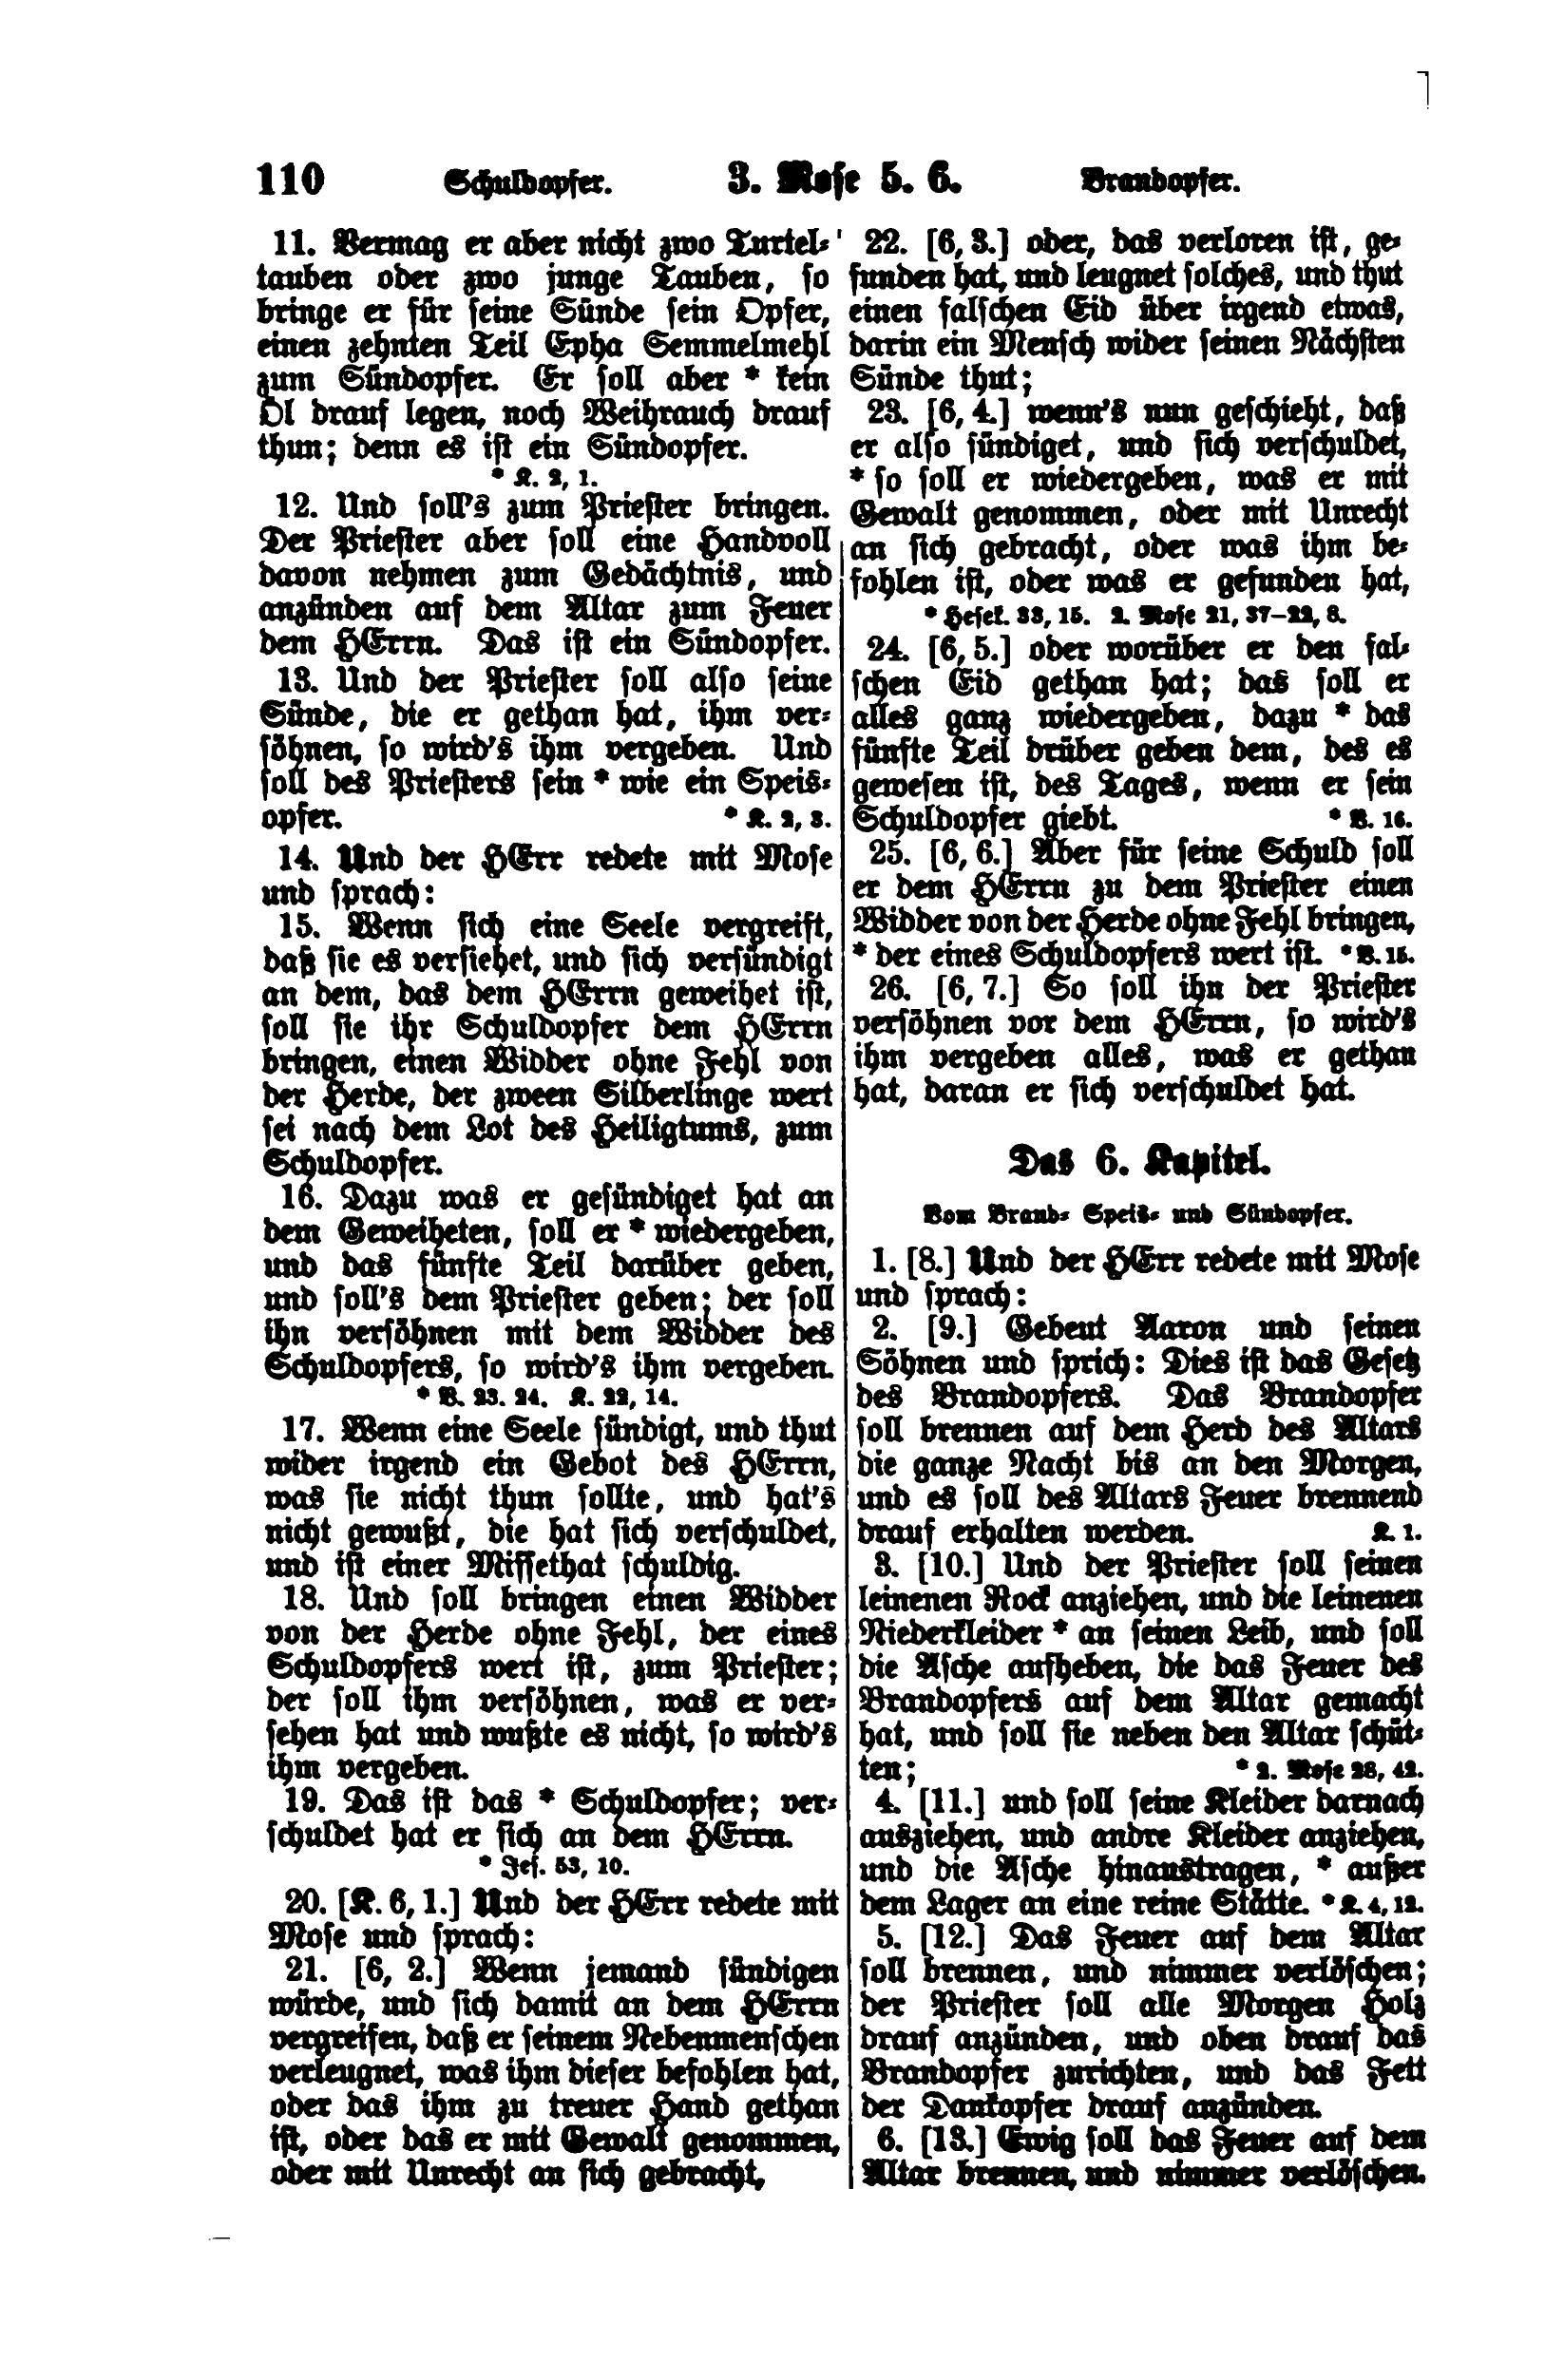 110 Schuldopfer. 3. Mose 5. 6. Brandopfer.
11. Vermag er aber nicht zwo Turtel-
tauben oder zwo junge Tauben, so
bringe er für seine Sünde sein Opfer,
einen zehnten Teil Epha Semmelmehl
zum Sündopfer. Er soll aber * kein
Öl drauf legen, noch Weihrauch drauf
thun; denn es ist ein Sündopfer.
* K. 2, 1.
12. Und soll's zum Priester bringen.
Der Priester aber soll eine Handvoll
davon nehmen zum Gedächtnis, und
anzünden auf dem Altar zum Feuer
dem HErrn. Das ist ein Sündopfer.
13. Und der Priester soll also seine
Sünde, die er gethan hat, ihm ver-
söhnen, so wird's ihm vergeben. Und
soll des Priesters sein * wie ein Speis-
opfer. * K. 2, 3.
14. Und der HErr redete mit Mose
und sprach:
15. Wenn sich eine Seele vergreift,
daß sie es versiehet, und sich versündigt
an dem, das dem HErrn geweihet ist,
soll sie ihr Schuldopfer dem HErrn
bringen, einen Widder ohne Fehl von
der Herde, der zween Silberlinge wert
sei nach dem Lot des Heiligtums, zum
Schuldopfer.
16. Dazu was er gesündiget hat an
dem Geweiheten, soll er * wiedergeben,
und das fünfte Teil darüber geben,
und soll's dem Priester geben; der soll
ihn versöhnen mit dem Widder des
Schuldopfers, so wird's ihm vergeben.
* V. 23. 24. K. 22, 14.
17. Wenn eine Seele sündigt, und thut
wider irgend ein Gebot des HErrn,
was sie nicht thun sollte, und hat's
nicht gewußt, die hat sich verschuldet,
und ist einer Missethat schuldig.
18. Und soll bringen einen Widder
von der Herde ohne Fehl, der eines
Schuldopfers wert ist, zum Priester;
der soll ihm versöhnen, was er ver-
sehen hat und wußte es nicht, so wird's
ihm vergeben.
19. Das ist das * Schuldopfer; ver-
schuldet hat er sich an dem HErrn.
* Jes. 53, 10.
20. [K. 6, 1.] Und der HErr redete mit
Mose und sprach:
21. [6, 2.] Wenn jemand sündigen
würde, und sich damit an dem HErrn
vergreifen, daß er seinem Nebenmenschen
verleugnet, was ihm dieser befohlen hat,
oder das ihm zu treuer Hand gethan
ist, oder das er mit Gewalt genommen,
oder mit Unrecht an sich gebracht,
22. [6, 3.] oder, das verloren ist, ge-
funden hat, und leugnet solches, und thut
einen falschen Eid über irgend etwas,
darin ein Mensch wider seinen Nächsten
Sünde thut;
23. [6, 4.] wenn's nun geschieht, daß
er also sündiget, und sich verschuldet,
* so soll er wiedergeben, was er mit
Gewalt genommen, oder mit Unrecht
an sich gebracht, oder was ihm be-
fohlen ist, oder was er gefunden hat,
* Hesek. 33, 15. 2. Mose 21, 37–22, 8.
24. [6, 5.] oder worüber er den fal-
schen Eid gethan hat; das soll er
alles ganz wiedergeben, dazu * das
fünfte Teil drüber geben dem, des es
gewesen ist, des Tages, wenn er sein
Schuldopfer giebt. * V. 16.
25. [6, 6.] Aber für seine Schuld soll
er dem HErrn zu dem Priester einen
Widder von der Herde ohne Fehl bringen,
* der eines Schuldopfers wert ist. * V. 15.
26. [6, 7.] So soll ihn der Priester
versöhnen vor dem HErrn, so wird's
ihm vergeben alles, was er gethan
hat, daran er sich verschuldet hat.
Das 6. Kapitel.
Vom Brand- Speis- und Sündopfer.
1. [8.] Und der HErr redete mit Mose
und sprach:
2. [9.] Gebeut Aaron und seinen
Söhnen und sprich: Dies ist das Gesetz
des Brandopfers. Das Brandopfer
soll brennen auf dem Herd des Altars
die ganze Nacht bis an den Morgen,
und es soll des Altars Feuer brennend
drauf erhalten werden. K. 1.
3. [10.] Und der Priester soll seinen
leinenen Rock anziehen, und die leinenen
Niederkleider * an seinen Leib, und soll
die Asche aufheben, die das Feuer des
Brandopfers auf dem Altar gemacht
hat, und soll sie neben den Altar schüt-
ten; * 2. Mose 28, 42.
4. [11.] und soll seine Kleider darnach
ausziehen, und andre Kleider anziehen,
und die Asche hinaustragen, * außer
dem Lager an eine reine Stätte. * K. 4, 12.
5. [12.] Das Feuer auf dem Altar
soll brennen, und nimmer verlöschen;
der Priester soll alle Morgen Holz
drauf anzünden, und oben drauf das
Brandopfer zurichten, und das Fett
der Dankopfer drauf anzünden.
6. [13.] Ewig soll das Feuer auf dem
Altar brennen, und nimmer verlöschen.